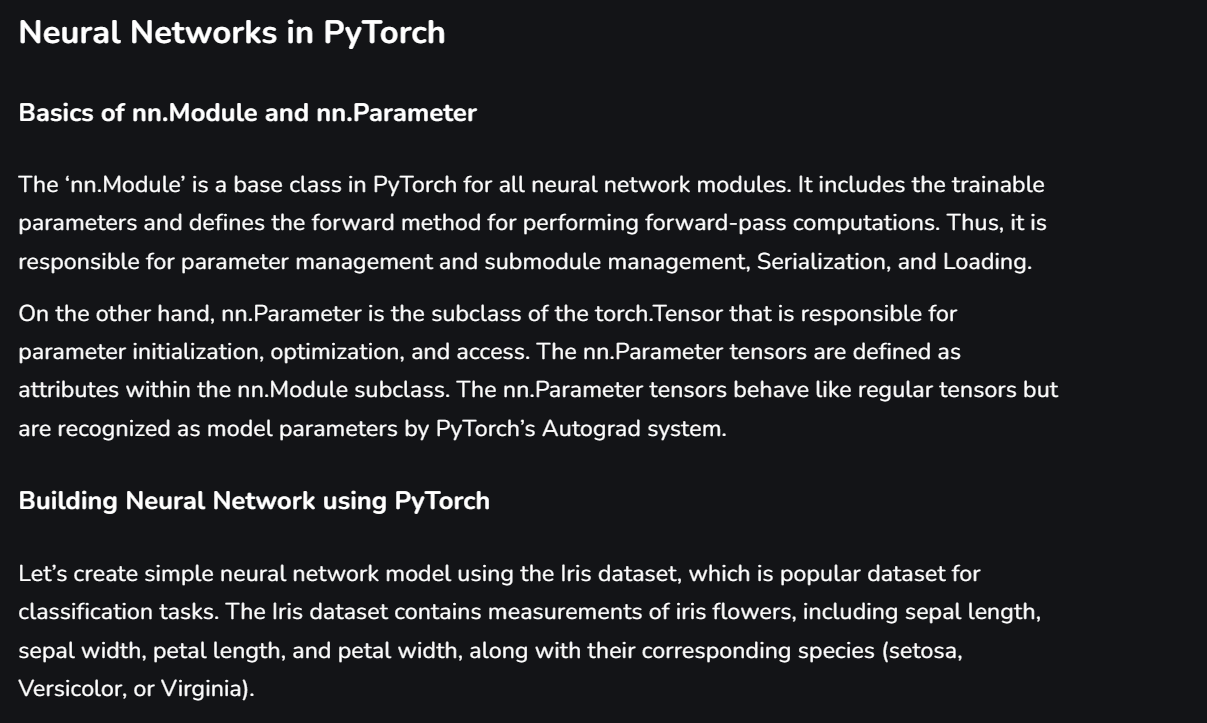 Neural Networks in PyTorch
Basics of nn.Module and nn.Parameter
The ‘nn.Module’ is a base class in PyTorch for all neural network modules. It includes the trainable
parameters and defines the forward method for performing forward-pass computations. Thus, it is
responsible for parameter management and submodule management, Serialization, and Loading.
On the other hand, nn.Parameter is the subclass of the torch.Tensor that is responsible for
parameter initialization, optimization, and access. The nn.Parameter tensors are defined as
attributes within the nn.Module subclass. The nn.Parameter tensors behave like regular tensors but
are recognized as model parameters by PyTorch’s Autograd system.
Building Neural Network using PyTorch
Let’s create simple neural network model using the Iris dataset, which is popular dataset for
classification tasks. The Iris dataset contains measurements of iris flowers, including sepal length,
sepal width, petal length, and petal width, along with their corresponding species (setosa,
Versicolor, or Virginia).